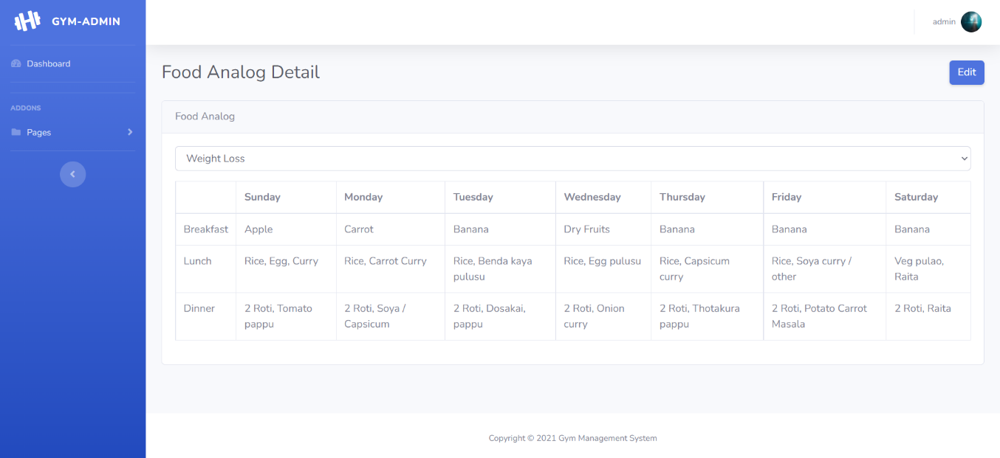 GYM-ADMIN
admin
Dashboard
Food Analog Detail
Edit
ADDONS
Pages
Food Analog
Weight Loss
Sunday Monday Tuesday Wednesday Thursday Friday Saturday
Breakfast Apple Carrot Banana Dry Fruits Banana Banana Banana
Lunch Rice, Egg, Curry Rice, Carrot Curry Rice, Benda kaya pulusu Rice, Egg pulusu Rice, Capsicum curry Rice, Soya curry / other Veg pulao, Raita
Dinner 2 Roti, Tomato pappu 2 Roti, Soya / Capsicum 2 Roti, Dosakai, pappu 2 Roti, Onion curry 2 Roti, Thotakura pappu 2 Roti, Potato Carrot Masala 2 Roti, Raita
Copyright © 2021 Gym Management System